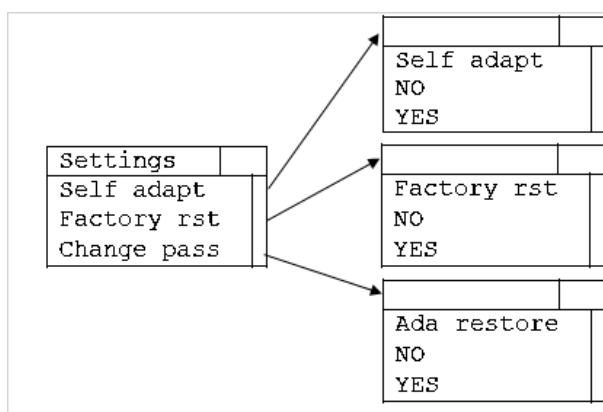 Settings
Self adapt
Factory rst
Change pass
Self adapt
NO
YES
Factory rst
NO
YES
Ada restore
NO
YES